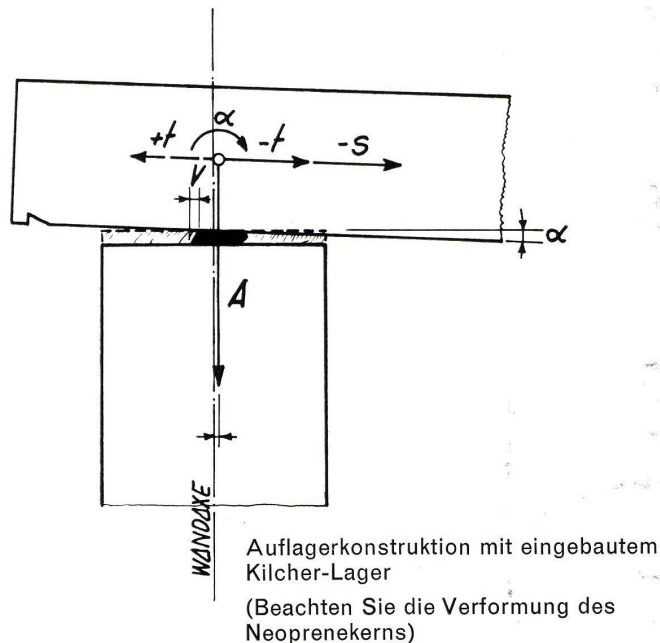 α
+t
-t
-s
V
α
A
WANDAXE
Auflagerkonstruktion mit eingebautem
Kilcher-Lager
(Beachten Sie die Verformung des
Neoprenekerns)